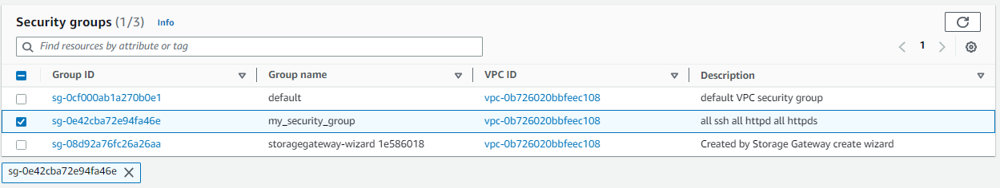 Security groups (1/3) Info
Find resources by attribute or tag 1
Group ID Group name VPC ID Description
sg-0cf000ab1a270b0e1 default vpc-0b726020bbfeec108 default VPC security group
sg-0e42cba72e94fa46e my_security_group vpc-0b726020bbfeec108 all ssh all httpd all httpds
sg-08d92a76fc26a26aa storagegateway-wizard 1e586018 vpc-0b726020bbfeec108 Created by Storage Gateway create wizard
sg-0e42cba72e94fa46e